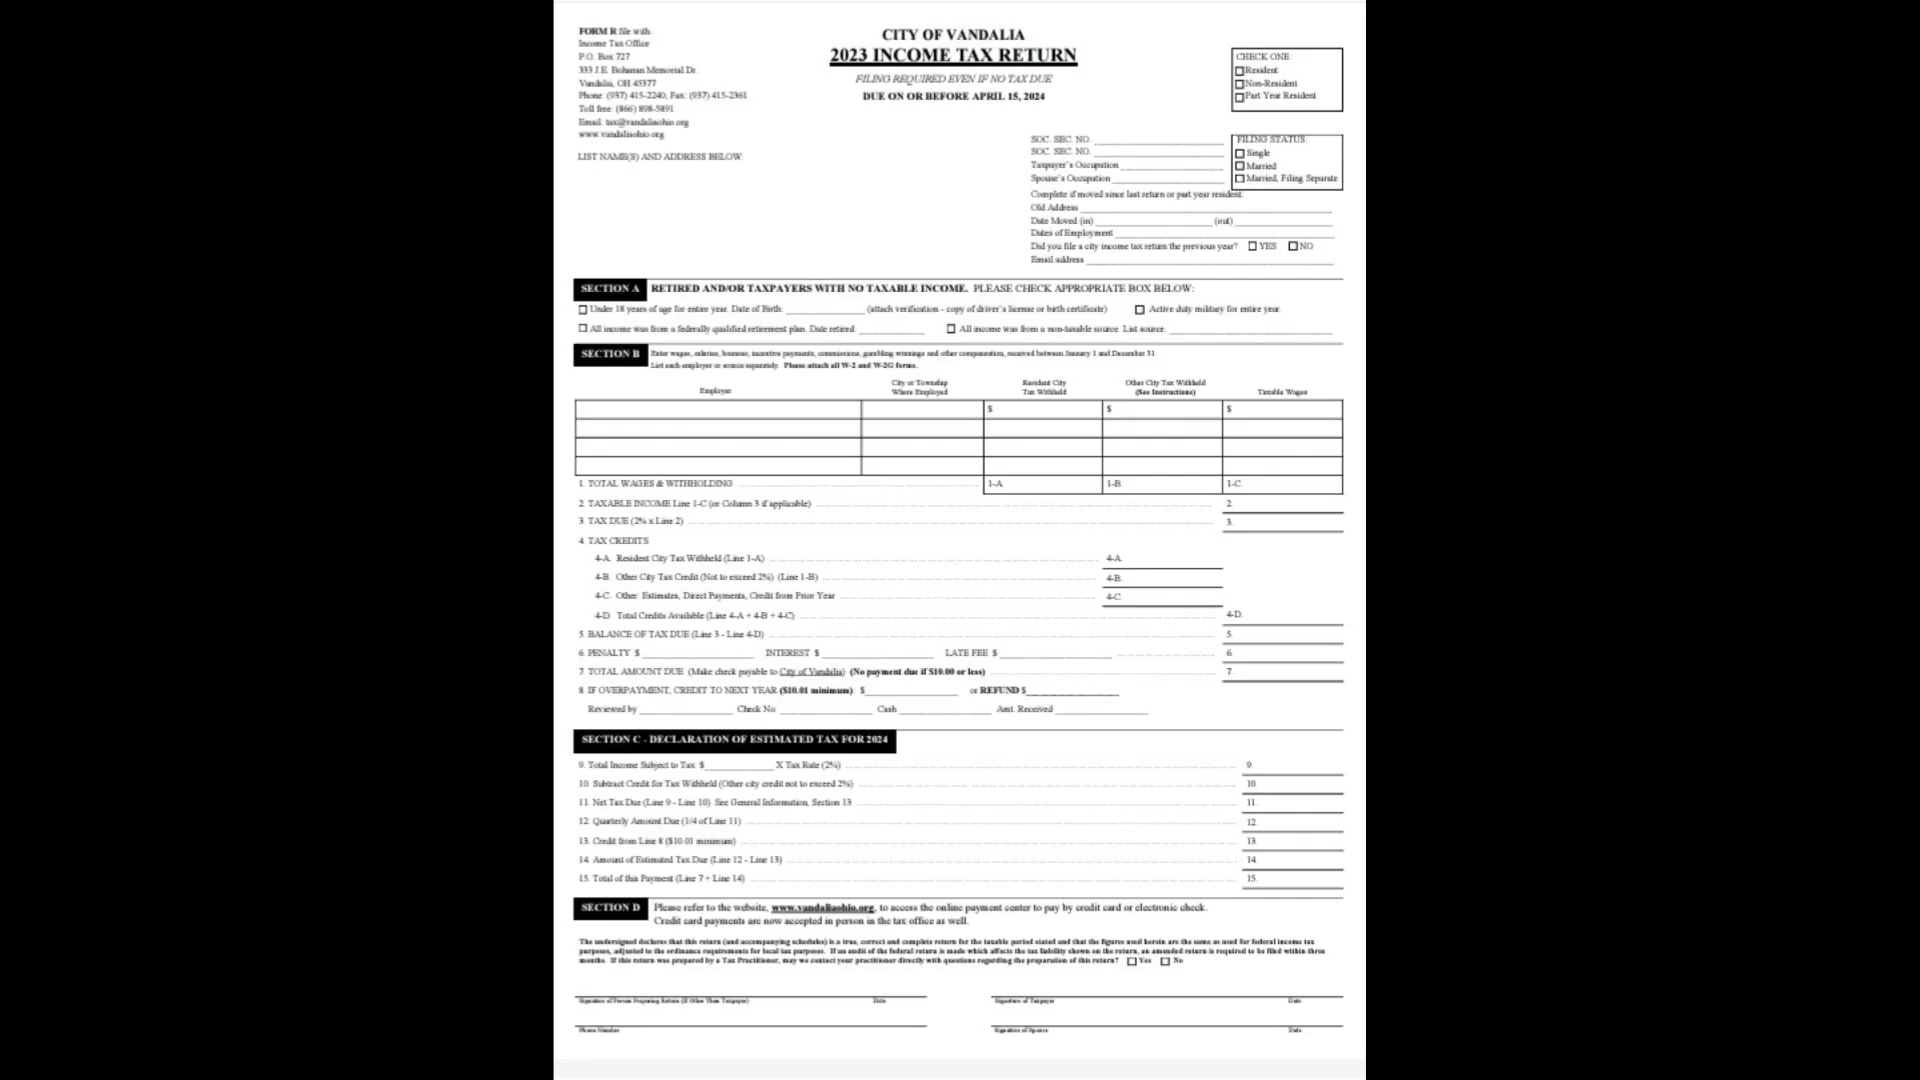 FORM R file with:
Income Tax Office
P.O. Box 727
333 J.E. Bohanan Memorial Dr.
Vandalia, OH 45377
Phone: (937) 415-2240, Fax: (937) 415-2361
Toll free: (866) 898-5891
Email: tax@vandaliaohio.org
www.vandaliaohio.org
LIST NAME(S) AND ADDRESS BELOW.
CITY OF VANDALIA
2023 INCOME TAX RETURN
FILING REQUIRED EVEN IF NO TAX DUE
DUE ON OR BEFORE APRIL 15, 2024
CHECK ONE:
Resident
Non-Resident
Part Year Resident
SOC. SEC. NO.
SOC. SEC. NO.
Taxpayer's Occupation
Spouse's Occupation
FILING STATUS:
Single
Married
Married, Filing Separate
Complete if moved since last return or part year resident:
Old Address
Date Moved (in) (out)
Dates of Employment
Did you file a city income tax return the previous year? YES NO
Email address
SECTION A RETIRED AND/OR TAXPAYERS WITH NO TAXABLE INCOME. PLEASE CHECK APPROPRIATE BOX BELOW:
Under 18 years of age for entire year. Date of Birth: (attach verification - copy of driver's license or birth certificate) Active duty military for entire year.
All income was from a federally qualified retirement plan. Date retired: All income was from a non-taxable source. List source:
SECTION B Enter wages, salaries, bonuses, incentive payments, commissions, gambling winnings and other compensation, received between January 1 and December 31.
List each employer or source separately. Please attach all W-2 and W-2G forms.
Employer
City or Township
Where Employed
Resident City
Tax Withheld
Other City Tax Withheld
(See Instructions)
Taxable Wages
$ $ $
1. TOTAL WAGES & WITHHOLDING 1-A. 1-B. 1-C.
2. TAXABLE INCOME Line 1-C (or Column 3 if applicable) 2.
3. TAX DUE (2% x Line 2) 3.
4. TAX CREDITS
4-A. Resident City Tax Withheld (Line 1-A) 4-A.
4-B. Other City Tax Credit (Not to exceed 2%) (Line 1-B) 4-B.
4-C. Other: Estimates, Direct Payments, Credit from Prior Year 4-C.
4-D. Total Credits Available (Line 4-A + 4-B + 4-C) 4-D.
5. BALANCE OF TAX DUE (Line 3 - Line 4-D) 5.
6. PENALTY $ INTEREST $ LATE FEE $ 6.
7. TOTAL AMOUNT DUE (Make check payable to City of Vandalia) (No payment due if $10.00 or less) 7.
8. IF OVERPAYMENT, CREDIT TO NEXT YEAR ($10.01 minimum): $ or REFUND $
Reviewed by Check No. Cash Amt. Received
SECTION C - DECLARATION OF ESTIMATED TAX FOR 2024
9. Total Income Subject to Tax $ X Tax Rate (2%) 9.
10. Subtract Credit for Tax Withheld (Other city credit not to exceed 2%) 10.
11. Net Tax Due (Line 9 - Line 10) See General Information, Section 13 11.
12. Quarterly Amount Due (1/4 of Line 11) 12.
13. Credit from Line 8 ($10.01 minimum) 13.
14. Amount of Estimated Tax Due (Line 12 - Line 13) 14.
15. Total of this Payment (Line 7 + Line 14) 15.
SECTION D Please refer to the website, www.vandaliaohio.org, to access the online payment center to pay by credit card or electronic check.
Credit card payments are now accepted in person in the tax office as well.
The undersigned declares that this return (and accompanying schedules) is a true, correct and complete return for the taxable period stated and that the figures used herein are the same as used for federal income tax
purposes, adjusted to the ordinance requirements for local tax purposes. If an audit of the federal return is made which affects the tax liability shown on the return, an amended return is required to be filed within three
months. If this return was prepared by a Tax Practitioner, may we contact your practitioner directly with questions regarding the preparation of this return? Yes No
Signature of Person Preparing Return (If Other Than Taxpayer) Date
Signature of Taxpayer Date
Phone Number
Signature of Spouse Date